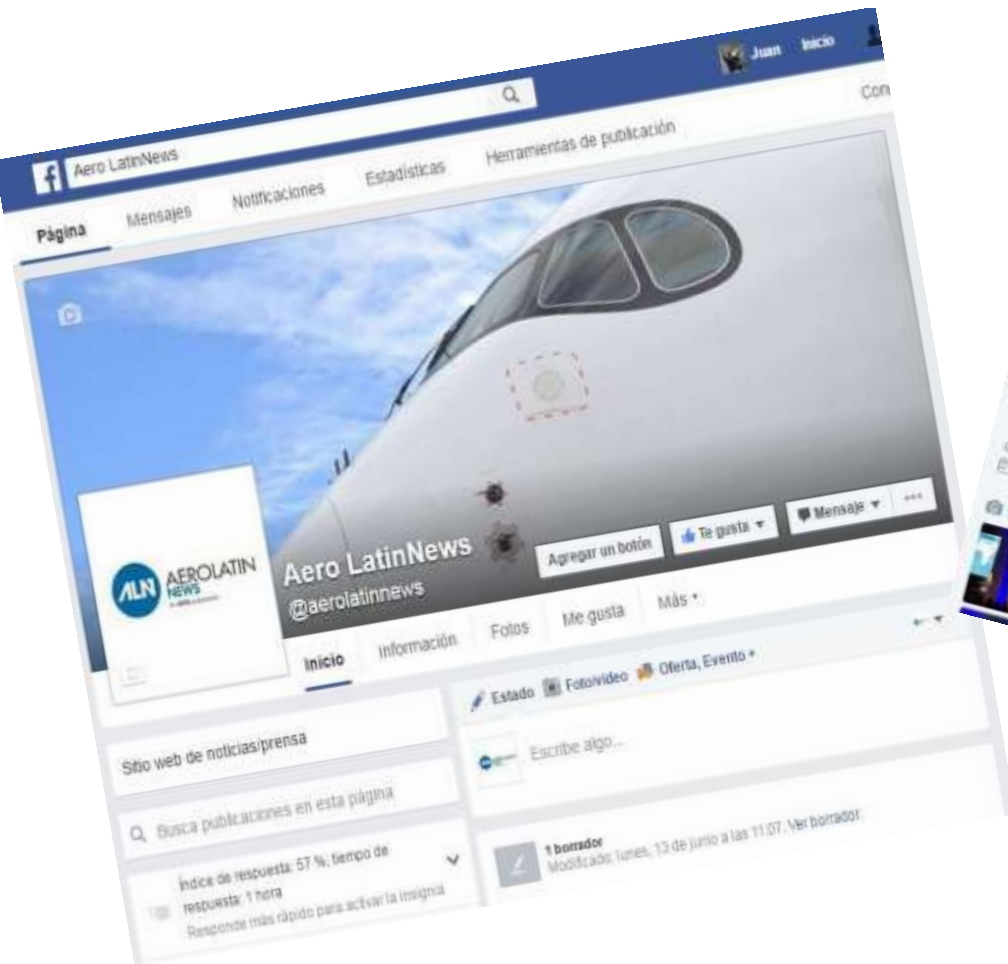 Juan Inicio
Aero LatinNews
Página Mensajes Notificaciones Estadísticas Herramientas de publicación
ALN AEROLATIN
NEWS
Aero LatinNews
@aerolatinnews
Agregar un botón Te gusta Mensaje •••
Inicio Información Fotos Me gusta Más
Estado Foto/video Oferta, Evento +
Sitio web de noticias/prensa
Escribe algo...
Busca publicaciones en esta página
1 borrador
Modificado: lunes, 13 de junio a las 11:07. Ver borrador.
Índice de respuesta: 57 %, tiempo de
respuesta: 1 hora
Responde más rápido para activar la insignia